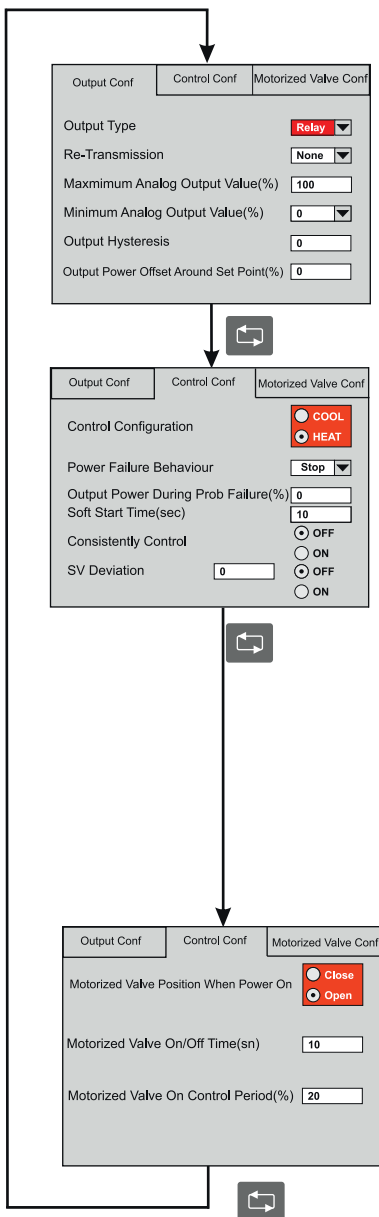 Output Conf Control Conf Motorized Valve Conf
Output Type Relay
Re-Transmission None
Maxmimum Analog Output Value(%) 100
Minimum Analog Output Value(%) 0
Output Hysteresis 0
Output Power Offset Around Set Point(%) 0
Output Conf Control Conf Motorized Valve Conf
Control Configuration COOL
HEAT
Power Failure Behaviour Stop
Output Power During Prob Failure(%) 0
Soft Start Time(sec) 10
Consistently Control OFF
ON
SV Deviation 0 OFF
ON
Output Conf Control Conf Motorized Valve Conf
Motorized Valve Position When Power On Close
Open
Motorized Valve On/Off Time(sn) 10
Motorized Valve On Control Period(%) 20